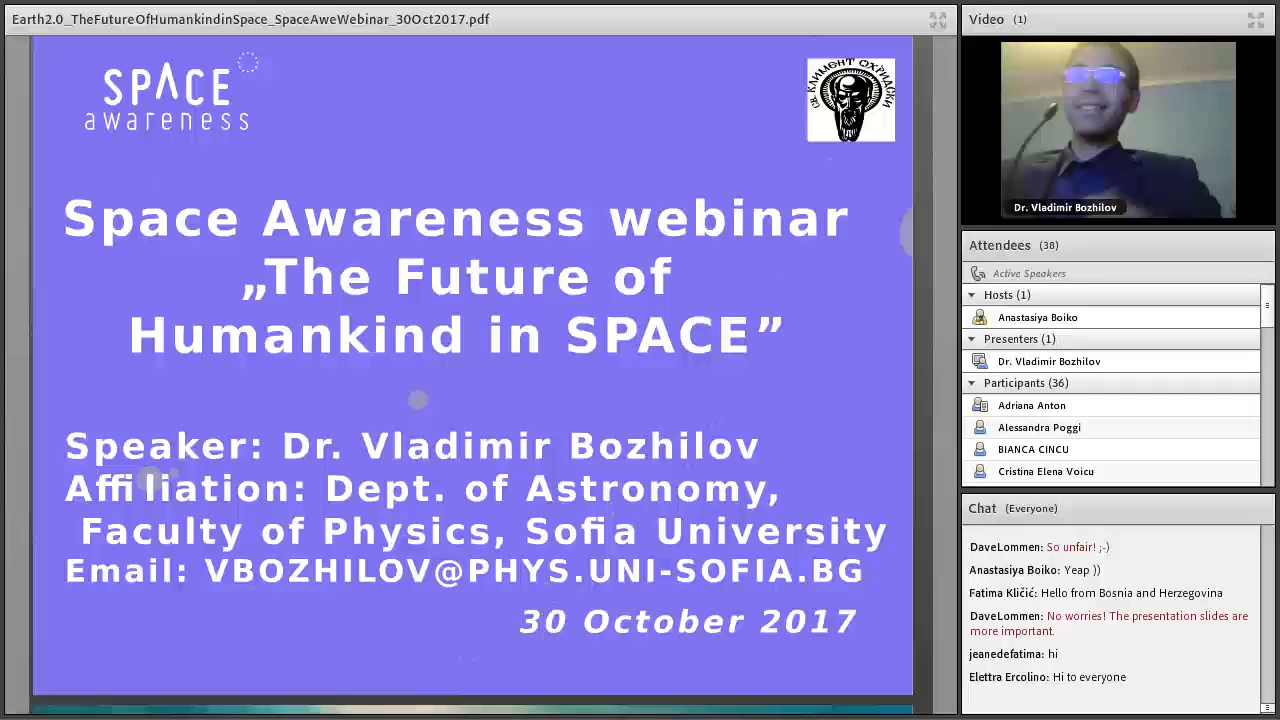 Earth2.0_TheFutureOfHumankindinSpace_SpaceAweWebinar_30Oct2017.pdf
SPACE
awareness
СВ. КЛИМЕНТ ОХРИДСКИ
Space Awareness webinar
„The Future of
Humankind in SPACE”
Speaker: Dr. Vladimir Bozhilov
Affiliation: Dept. of Astronomy,
Faculty of Physics, Sofia University
Email: VBOZHILOV@PHYS.UNI-SOFIA.BG
30 October 2017
Video (1)
Dr. Vladimir Bozhilov
Attendees (38)
Active Speakers
Hosts (1)
Anastasiya Boiko
Presenters (1)
Dr. Vladimir Bozhilov
Participants (36)
Adriana Anton
Alessandra Poggi
BIANCA CINCU
Cristina Elena Voicu
Chat (Everyone)
DaveLommen: So unfair! ;-)
Anastasiya Boiko: Yeap ))
Fatima Kličić: Hello from Bosnia and Herzegovina
DaveLommen: No worries! The presentation slides are
more important.
jeanedefatima: hi
Elettra Ercolino: Hi to everyone